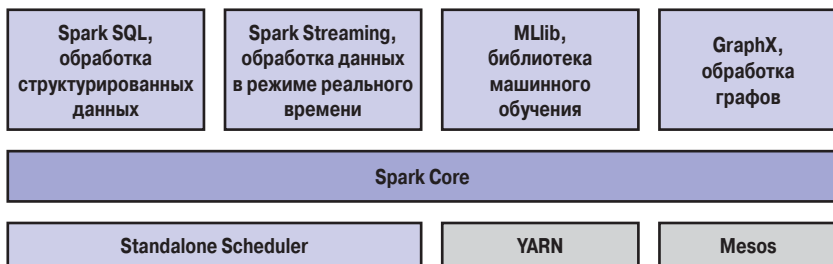 Spark SQL,
обработка
структурированных
данных
Spark Streaming,
обработка данных
в режиме реального
времени
MLlib,
библиотека
машинного
обучения
GraphX,
обработка
графов
Spark Core
Standalone Scheduler
YARN
Mesos